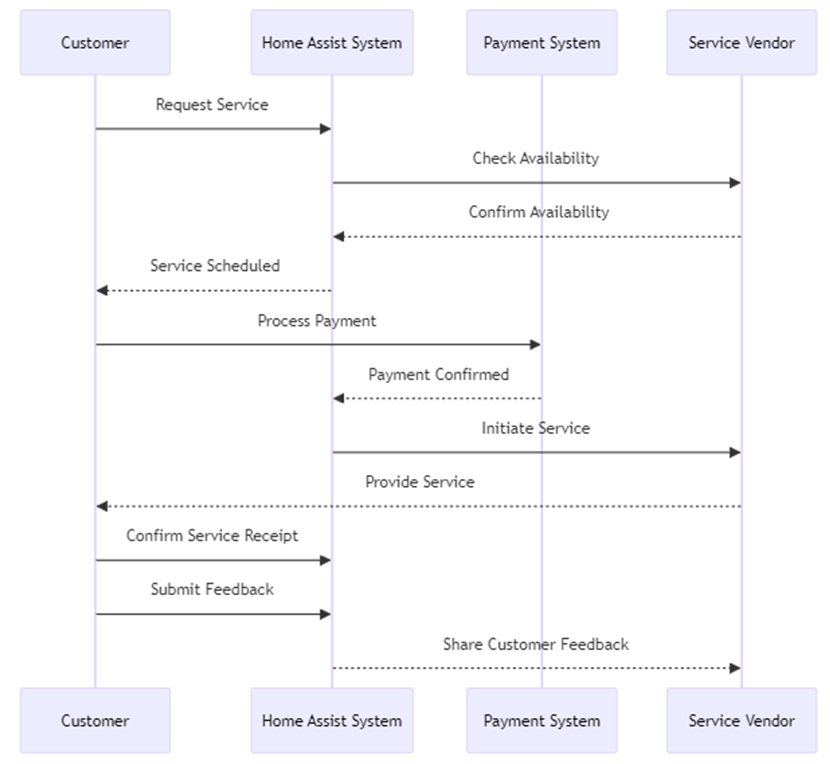 Customer
Home Assist System
Payment System
Service Vendor
Request Service
Check Availability
Confirm Availability
Service Scheduled
Process Payment
Payment Confirmed
Initiate Service
Provide Service
Confirm Service Receipt
Submit Feedback
Share Customer Feedback
Customer
Home Assist System
Payment System
Service Vendor